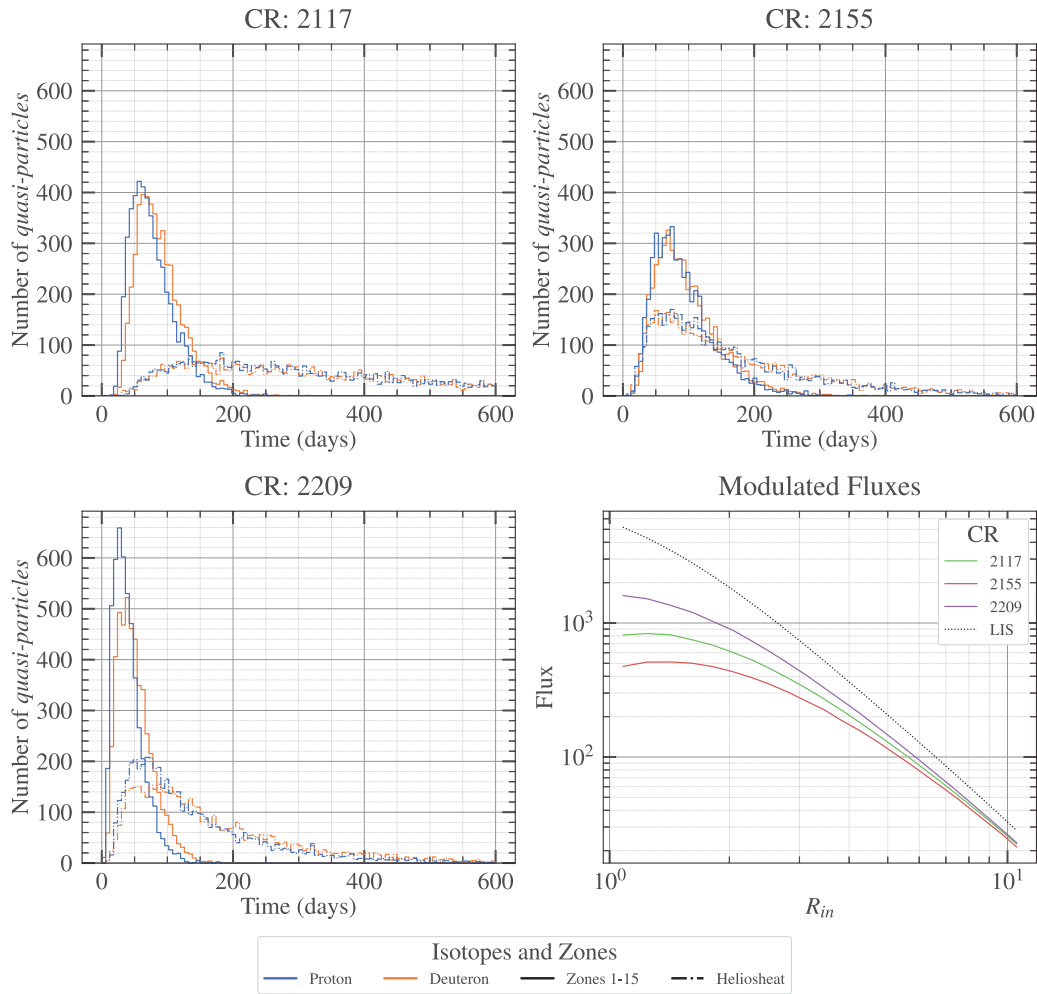 CR: 2117
Number of quasi-particles
600
500
400
300
200
100
0
0 200 400 600
Time (days)
CR: 2155
Number of quasi-particles
600
500
400
300
200
100
0
0 200 400 600
Time (days)
CR: 2209
Number of quasi-particles
600
500
400
300
200
100
0
0 200 400 600
Time (days)
Modulated Fluxes
Flux
10³
10²
10⁰ 10¹
R_in
CR
2117
2155
2209
LIS
Isotopes and Zones
Proton Deuteron Zones 1-15 Heliosheat